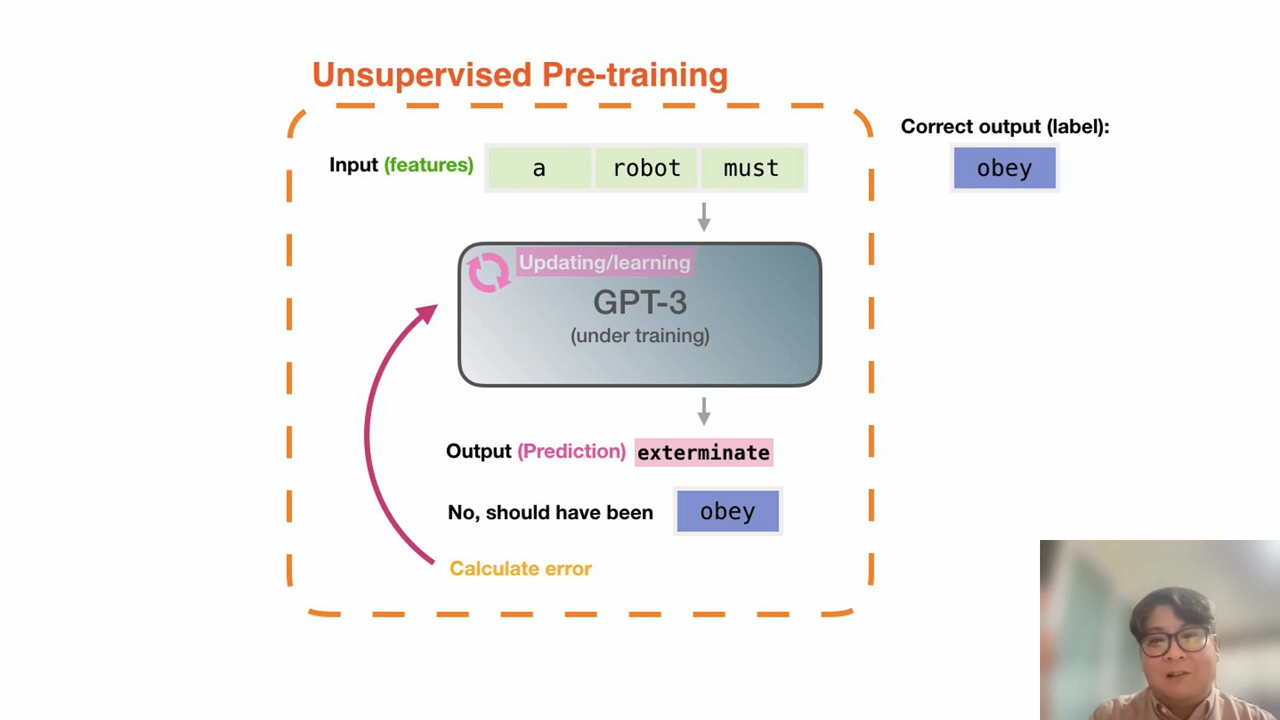 Unsupervised Pre-training
Correct output (label):
Input (features) a robot must
obey
Updating/learning
GPT-3
(under training)
Output (Prediction) exterminate
No, should have been obey
Calculate error